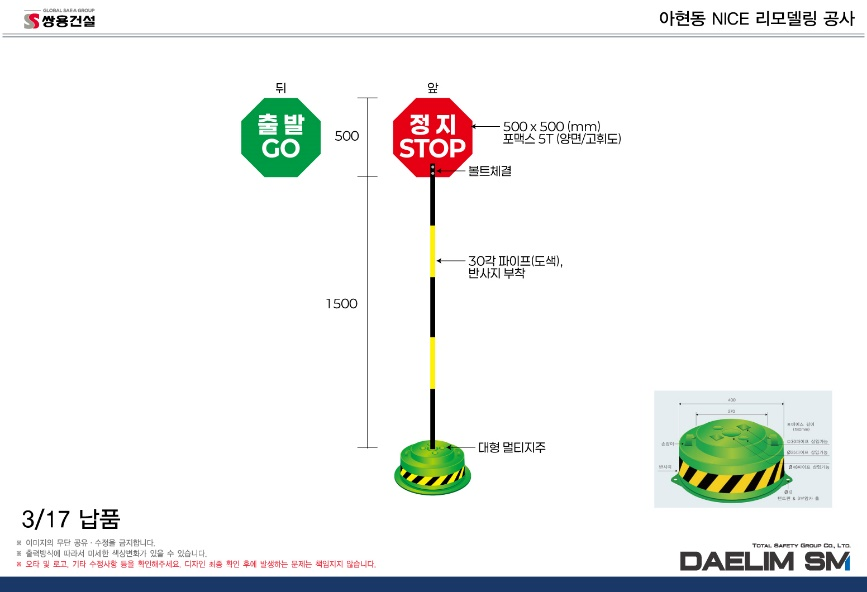 GLOBAL SAEA GROUP
쌍용건설
아현동 NICE 리모델링 공사
뒤
앞
출발
GO
500
정지
STOP
500 x 500 (mm)
포맥스 5T (양면/고휘도)
볼트체결
30각 파이프(도색),
반사지 부착
1500
대형 멀티지주
3/17 납품
※ 이미지의 무단 공유 · 수정을 금지합니다.
※ 출력방식에 따라서 미세한 색상변화가 있을 수 있습니다.
※ 오타 및 로고, 기타 수정사항 등을 확인해주세요. 디자인 최종 확인 후에 발생하는 문제는 책임지지 않습니다.
TOTAL SAFETY GROUP CO., LTD.
DAELIM SM